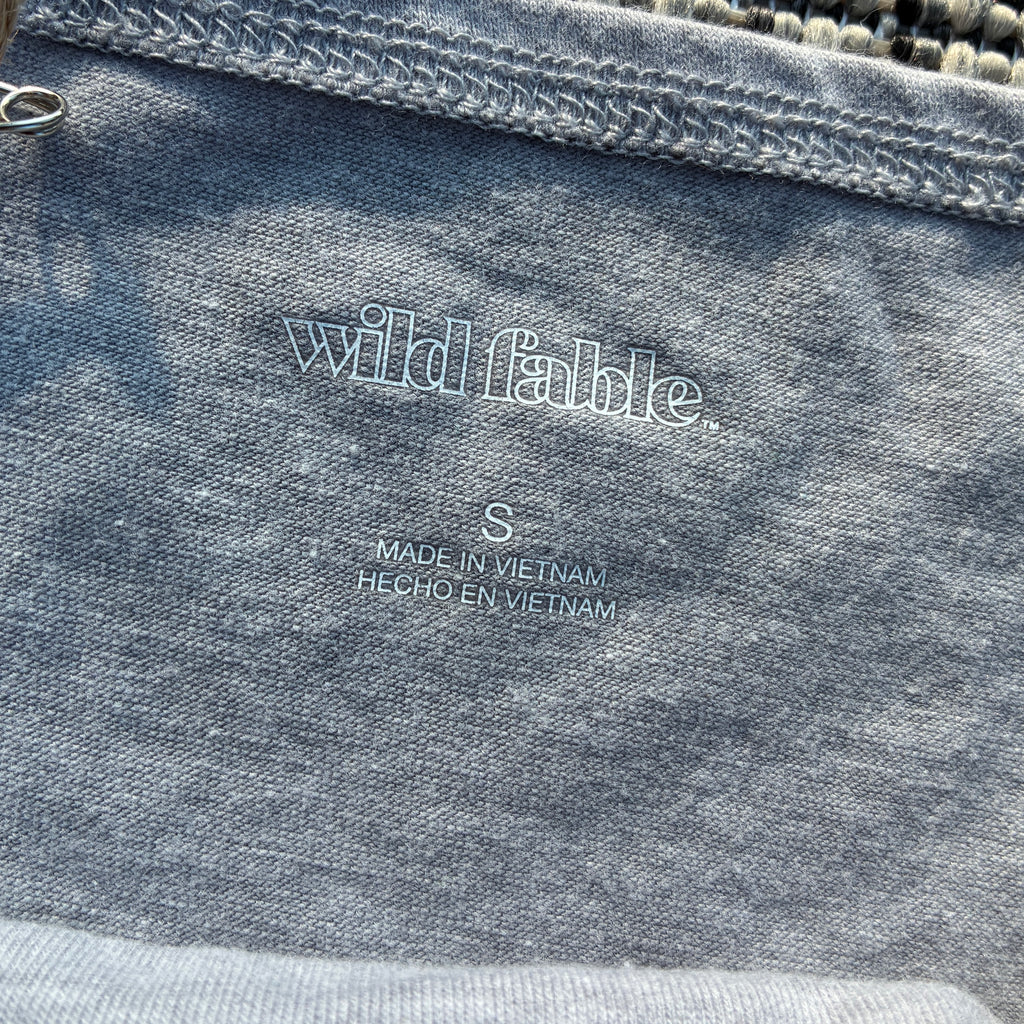 wild fable™
S
MADE IN VIETNAM
HECHO EN VIETNAM